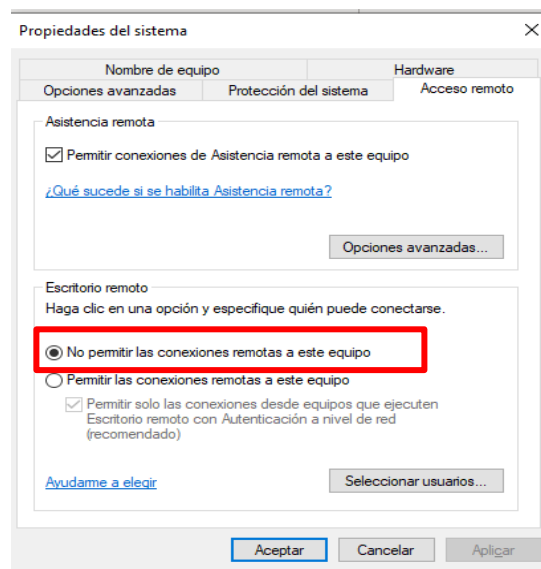 Propiedades del sistema
Nombre de equipo
Hardware
Opciones avanzadas
Protección del sistema
Acceso remoto
Asistencia remota
Permitir conexiones de Asistencia remota a este equipo
¿Qué sucede si se habilita Asistencia remota?
Opciones avanzadas...
Escritorio remoto
Haga clic en una opción y especifique quién puede conectarse.
No permitir las conexiones remotas a este equipo
Permitir las conexiones remotas a este equipo
Permitir solo las conexiones desde equipos que ejecuten
Escritorio remoto con Autenticación a nivel de red
(recomendado)
Ayudarme a elegir
Seleccionar usuarios...
Aceptar
Cancelar
Aplicar